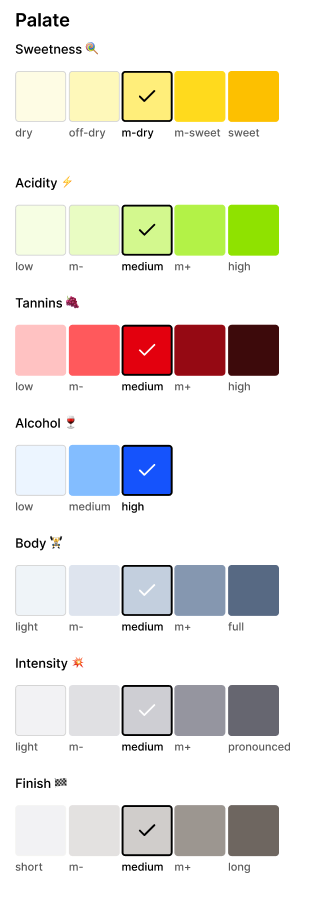 Palate
Sweetness 🍭
dry off-dry m-dry m-sweet sweet
Acidity ⚡
low m- medium m+ high
Tannins 🍇
low m- medium m+ high
Alcohol 🍷
low medium high
Body 🏋️
light m- medium m+ full
Intensity 💥
light m- medium m+ pronounced
Finish 🏁
short m- medium m+ long